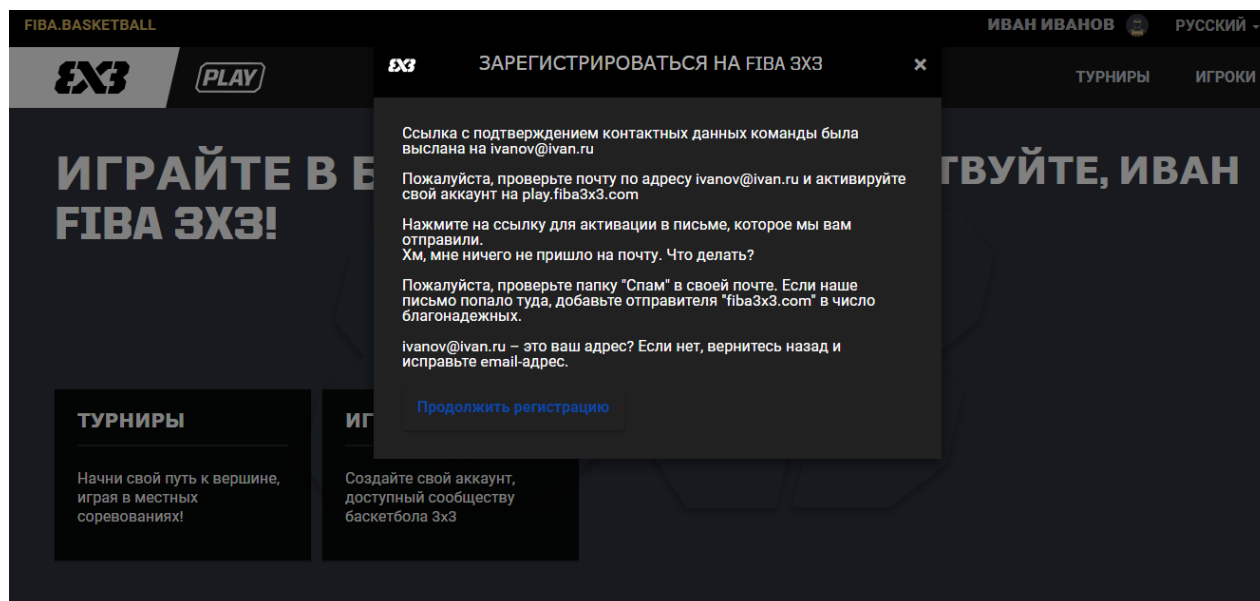 FIBA.BASKETBALL
ИВАН ИВАНОВ
РУССКИЙ
3X3
PLAY
ТУРНИРЫ
ИГРОКИ
3X3
ЗАРЕГИСТРИРОВАТЬСЯ НА FIBA 3X3
×
Ссылка с подтверждением контактных данных команды была
выслана на ivanov@ivan.ru
Пожалуйста, проверьте почту по адресу ivanov@ivan.ru и активируйте
свой аккаунт на play.fiba3x3.com
Нажмите на ссылку для активации в письме, которое мы вам
отправили.
Хм, мне ничего не пришло на почту. Что делать?
Пожалуйста, проверьте папку "Спам" в своей почте. Если наше
письмо попало туда, добавьте отправителя "fiba3x3.com" в число
благонадежных.
ivanov@ivan.ru – это ваш адрес? Если нет, вернитесь назад и
исправьте email-адрес.
Продолжить регистрацию
ИГРАЙТЕ В Б
ТВУЙТЕ, ИВАН
FIBA 3X3!
ТУРНИРЫ
Начни свой путь к вершине,
играя в местных
соревнованиях!
ИГ
Создайте свой аккаунт,
доступный сообществу
баскетбола 3х3